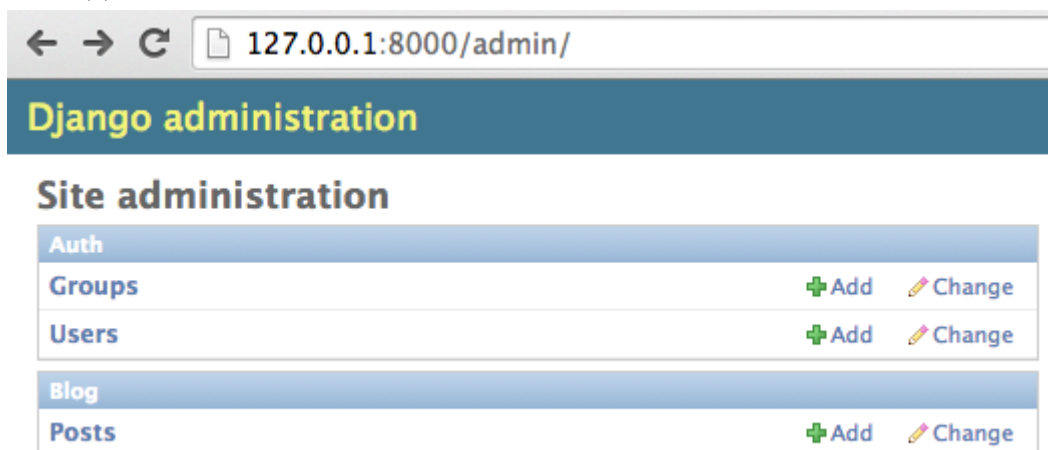 127.0.0.1:8000/admin/
Django administration
Site administration
Auth
Groups Add Change
Users Add Change
Blog
Posts Add Change